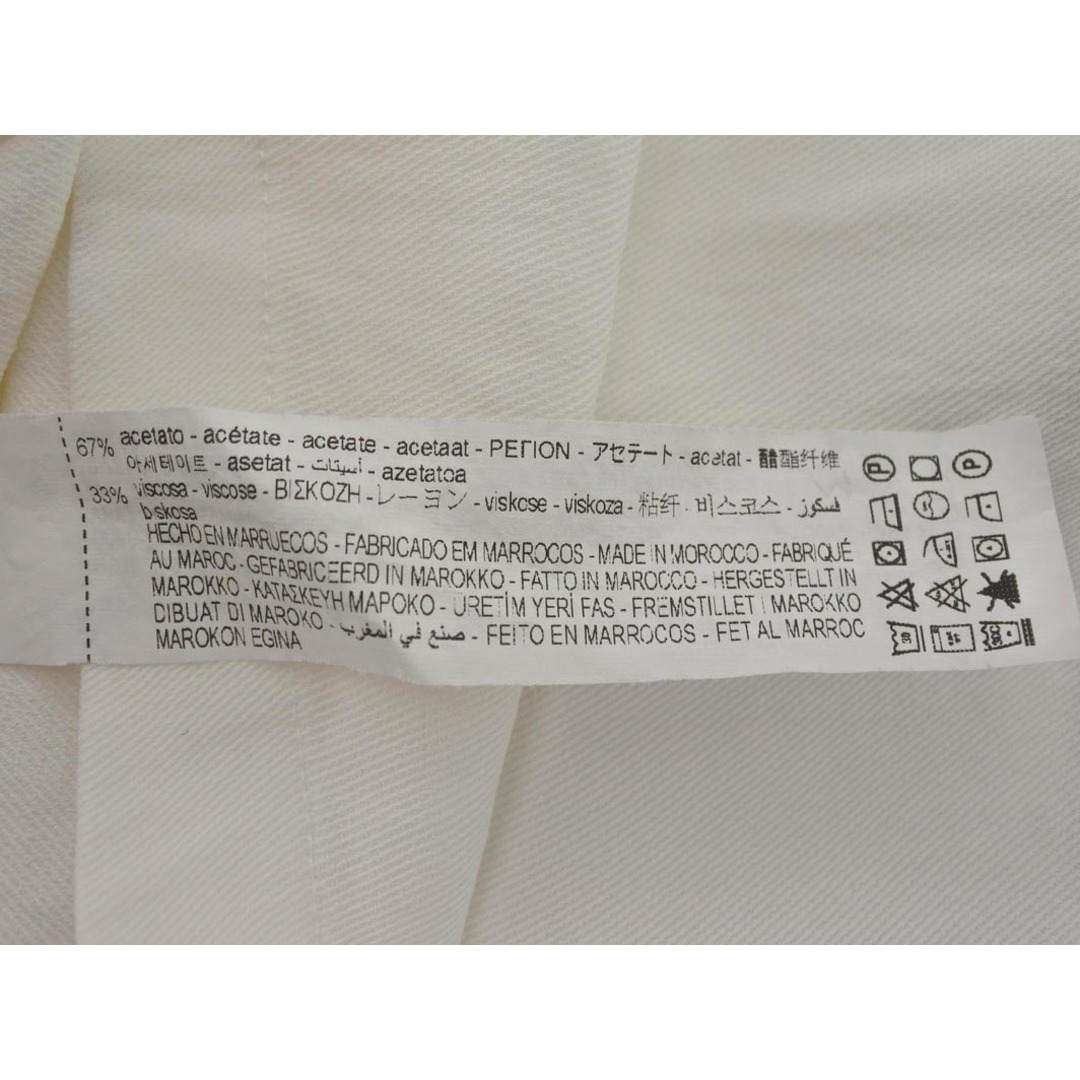 67% acetato - acétate - acetate - acetaat - ΡΕΓΙΟΝ - アセテート - acetat - 醋酯纤维
아세테이트 - asetat - أسيتات - azetatoa
33% viscosa - viscose - ΒΙΣΚΟΖΗ - レーヨン - viskose - viskoza - 粘纤 - 비스코스 - فسكوز
biskosa
HECHO EN MARRUECOS - FABRICADO EM MARROCOS - MADE IN MOROCCO - FABRIQUÉ
AU MAROC - GEFABRICEERD IN MAROKKO - FATTO IN MAROCCO - HERGESTELLT IN
MAROKKO - ΚΑΤΑΣΚΕΥΗ ΜΑΡΟΚΟ - ÜRETİM YERİ FAS - FREMSTILLET I MAROKKO
DIBUAT DI MAROKO - صنع في المغرب - FEITO EN MARROCOS - FET AL MARROC
MAROKON EGINA
P P